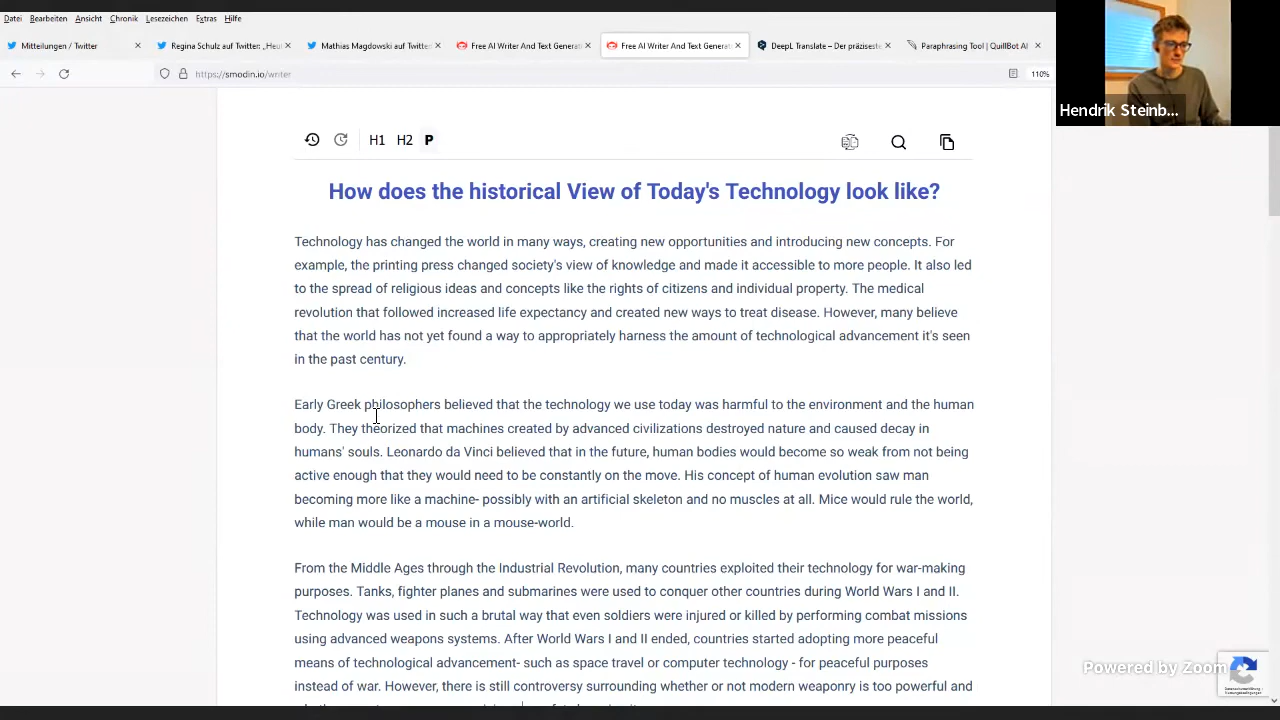 Datei Bearbeiten Ansicht Chronik Lesezeichen Extras Hilfe
Mitteilungen / Twitter
Regina Schulz auf Twitter: „Heu
Mathias Magdowski auf Twitter
Free AI Writer And Text Generat
Free AI Writer And Text Generat
DeepL Translate – Der präziseste
Paraphrasing Tool | QuillBot AI
https://smodin.io/writer
110%
Hendrik Steinb...
H1 H2 P
How does the historical View of Today's Technology look like?
Technology has changed the world in many ways, creating new opportunities and introducing new concepts. For
example, the printing press changed society's view of knowledge and made it accessible to more people. It also led
to the spread of religious ideas and concepts like the rights of citizens and individual property. The medical
revolution that followed increased life expectancy and created new ways to treat disease. However, many believe
that the world has not yet found a way to appropriately harness the amount of technological advancement it's seen
in the past century.
Early Greek philosophers believed that the technology we use today was harmful to the environment and the human
body. They theorized that machines created by advanced civilizations destroyed nature and caused decay in
humans' souls. Leonardo da Vinci believed that in the future, human bodies would become so weak from not being
active enough that they would need to be constantly on the move. His concept of human evolution saw man
becoming more like a machine- possibly with an artificial skeleton and no muscles at all. Mice would rule the world,
while man would be a mouse in a mouse-world.
From the Middle Ages through the Industrial Revolution, many countries exploited their technology for war-making
purposes. Tanks, fighter planes and submarines were used to conquer other countries during World Wars I and II.
Technology was used in such a brutal way that even soldiers were injured or killed by performing combat missions
using advanced weapons systems. After World Wars I and II ended, countries started adopting more peaceful
means of technological advancement- such as space travel or computer technology - for peaceful purposes
instead of war. However, there is still controversy surrounding whether or not modern weaponry is too powerful and
Powered by Zoom